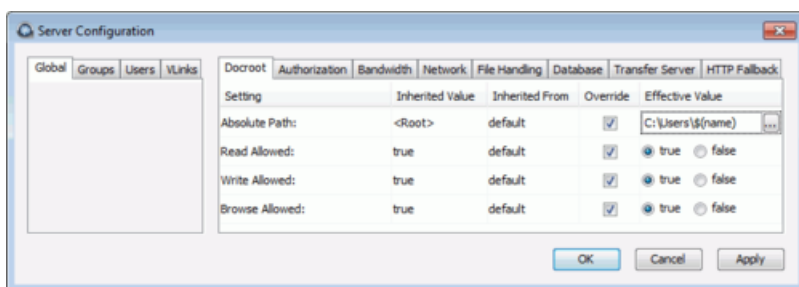 Server Configuration
Global Groups Users VLinks
Docroot Authorization Bandwidth Network File Handling Database Transfer Server HTTP Fallback
Setting Inherited Value Inherited From Override Effective Value
Absolute Path: <Root> default C:\Users\$(name) ...
Read Allowed: true default true false
Write Allowed: true default true false
Browse Allowed: true default true false
OK Cancel Apply